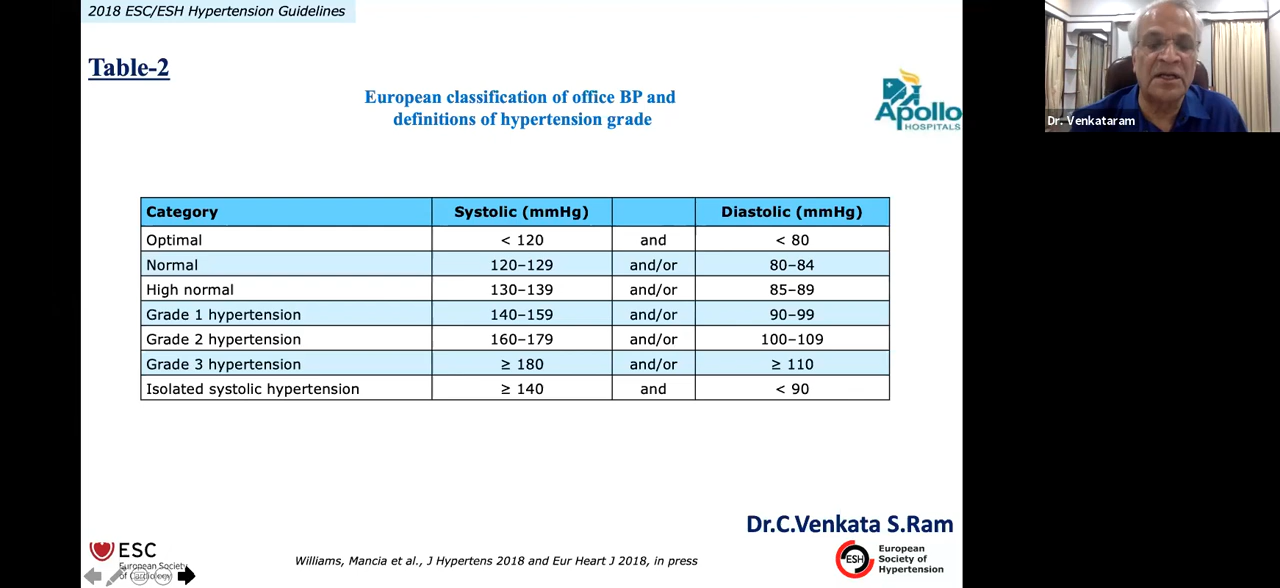 2018 ESC/ESH Hypertension Guidelines
Table-2
European classification of office BP and
definitions of hypertension grade
Apollo
HOSPITALS
Dr. Venkataram
Category Systolic (mmHg) Diastolic (mmHg)
Optimal < 120 and < 80
Normal 120–129 and/or 80–84
High normal 130–139 and/or 85–89
Grade 1 hypertension 140–159 and/or 90–99
Grade 2 hypertension 160–179 and/or 100–109
Grade 3 hypertension ≥ 180 and/or ≥ 110
Isolated systolic hypertension ≥ 140 and < 90
Dr.C.Venkata S.Ram
ESC
European Society
of Cardiology
Williams, Mancia et al., J Hypertens 2018 and Eur Heart J 2018, in press
ESH
European
Society of
Hypertension